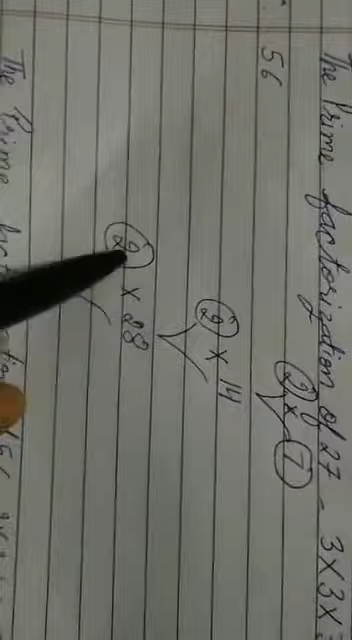 The Prime factorization of 27 - 3 x 3 x
2 x 7
56
2 x 14
2 x 28
The Prime